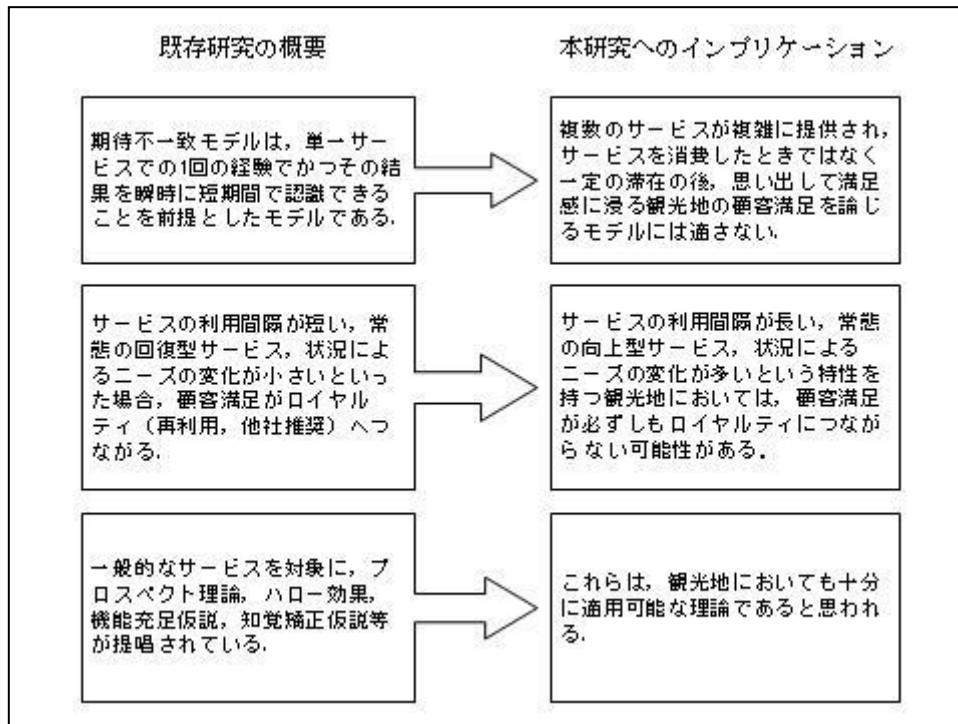 既存研究の概要
本研究へのインプリケーション
期待不一致モデルは，単一サー
ビスでの1回の経験でかつその結
果を瞬時に短期間で認識できる
ことを前提としたモデルである．
複数のサービスが複雑に提供され，
サービスを消費したときではなく
一定の滞在の後，思い出して満足
感に浸る観光地の顧客満足を論じ
るモデルには適さない．
サービスの利用間隔が短い，常
態の回復型サービス，状況によ
るニーズの変化が小さいといっ
た場合，顧客満足がロイヤル
ティ（再利用，他社推奨）へつ
ながる．
サービスの利用間隔が長い，常態
の向上型サービス，状況による
ニーズの変化が多いという特性を
持つ観光地においては，顧客満足
が必ずしもロイヤルティにつなが
らない可能性がある。
一般的なサービスを対象に，プ
ロスペクト理論，ハロー効果，
機能充足仮説，知覚矯正仮説等
が提唱されている．
これらは，観光地においても十分
に適用可能な理論であると思われ
る．